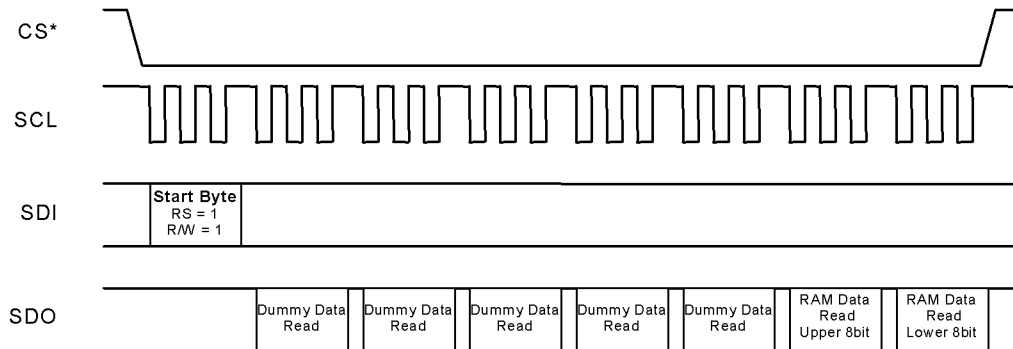 CS*
SCL
SDI
Start Byte
RS = 1
R/W = 1
SDO
Dummy Data
Read
Dummy Data
Read
Dummy Data
Read
Dummy Data
Read
Dummy Data
Read
RAM Data
Read
Upper 8bit
RAM Data
Read
Lower 8bit